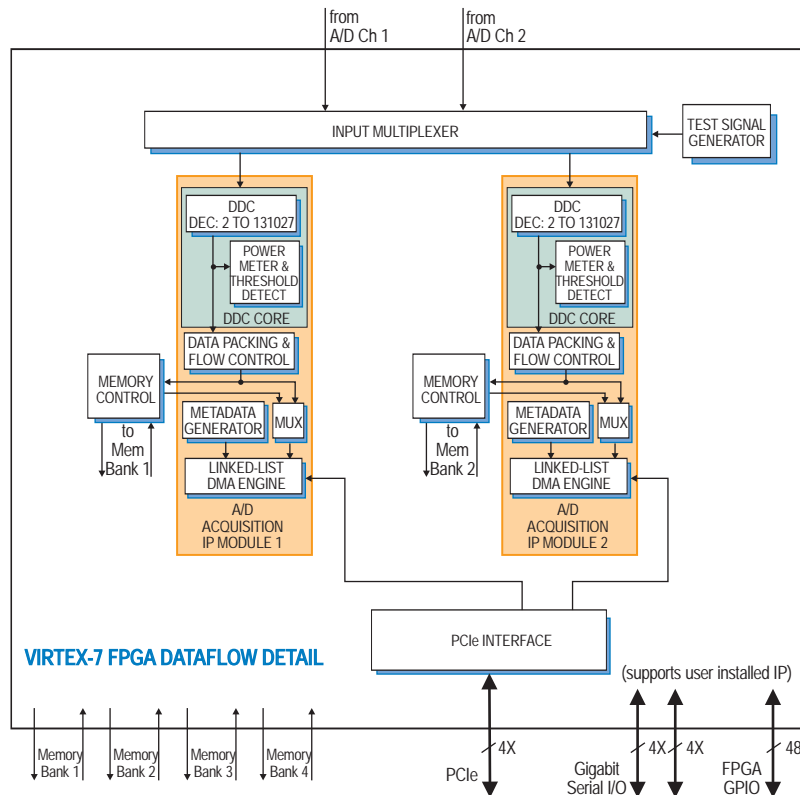 from
A/D Ch 1
from
A/D Ch 2
INPUT MULTIPLEXER
TEST SIGNAL
GENERATOR
DDC
DEC: 2 TO 131027
POWER
METER &
THRESHOLD
DETECT
DDC CORE
DATA PACKING &
FLOW CONTROL
MEMORY
CONTROL
to
Mem
Bank 1
METADATA
GENERATOR
MUX
LINKED-LIST
DMA ENGINE
A/D
ACQUISITION
IP MODULE 1
DDC
DEC: 2 TO 131027
POWER
METER &
THRESHOLD
DETECT
DDC CORE
DATA PACKING &
FLOW CONTROL
MEMORY
CONTROL
to
Mem
Bank 2
METADATA
GENERATOR
MUX
LINKED-LIST
DMA ENGINE
A/D
ACQUISITION
IP MODULE 2
PCIe INTERFACE
VIRTEX-7 FPGA DATAFLOW DETAIL
(supports user installed IP)
Memory
Bank 1
Memory
Bank 2
Memory
Bank 3
Memory
Bank 4
4X
PCIe
4X
4X
Gigabit
Serial I/O
48
FPGA
GPIO